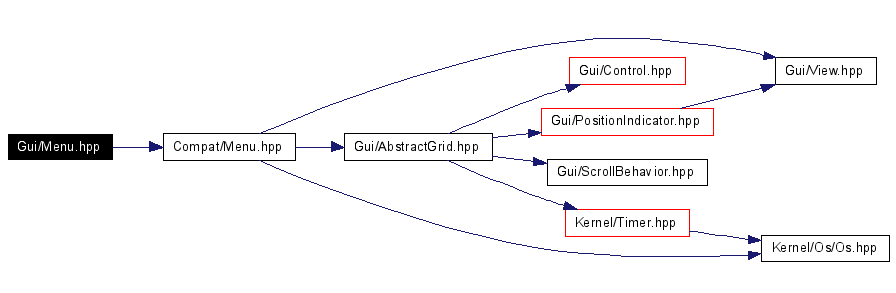 Gui/Menu.hpp
Compat/Menu.hpp
Gui/AbstractGrid.hpp
Gui/Control.hpp
Gui/PositionIndicator.hpp
Gui/ScrollBehavior.hpp
Kernel/Timer.hpp
Gui/View.hpp
Kernel/Os/Os.hpp